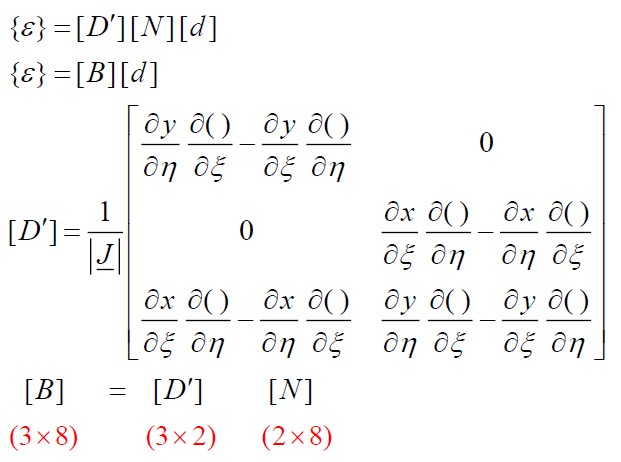 {ε} = [D′][N][d]
{ε} = [B][d]
[D′] = 1/|J| [ ∂y/∂η ∂()/∂ξ − ∂y/∂ξ ∂()/∂η    0
0    ∂x/∂ξ ∂()/∂η − ∂x/∂η ∂()/∂ξ
∂x/∂ξ ∂()/∂η − ∂x/∂η ∂()/∂ξ    ∂y/∂η ∂()/∂ξ − ∂y/∂ξ ∂()/∂η ]
[B] = [D′] [N]
(3×8) (3×2) (2×8)